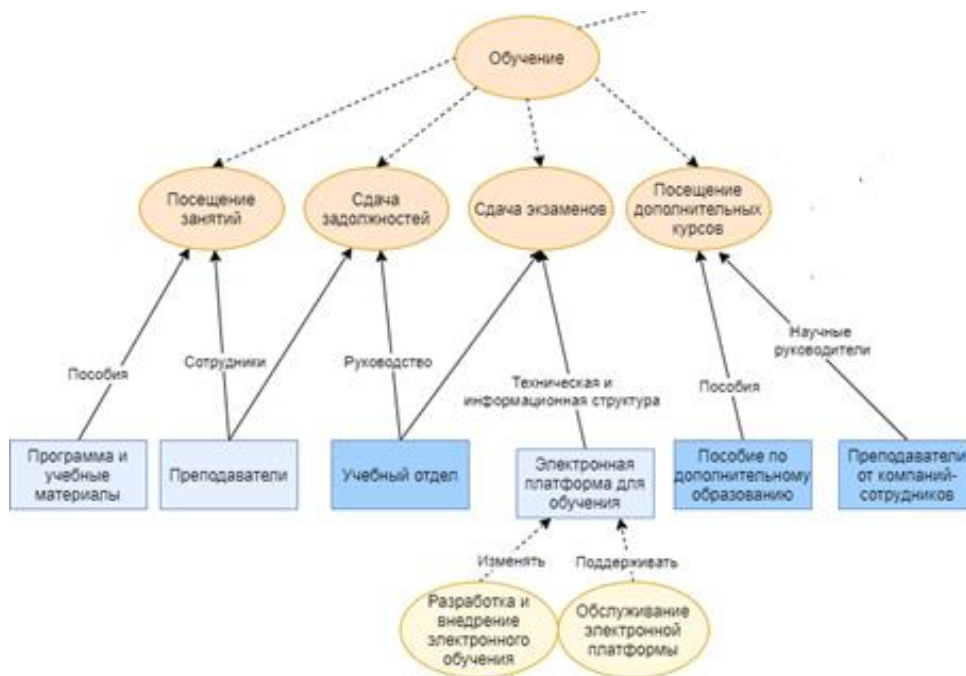 Обучение
Посещение
занятий
Сдача
задолжностей
Сдача экзаменов
Посещение
дополнительных
курсов
Пособия
Сотрудники
Руководство
Техническая и
информационная структура
Пособия
Научные
руководители
Программа и
учебные
материалы
Преподаватели
Учебный отдел
Электронная
платформа для
обучения
Пособие по
дополнительному
образованию
Преподаватели
от компаний-
сотрудников
Изменять
Поддерживать
Разработка и
внедрение
электронного
обучения
Обслуживание
электронной
платформы